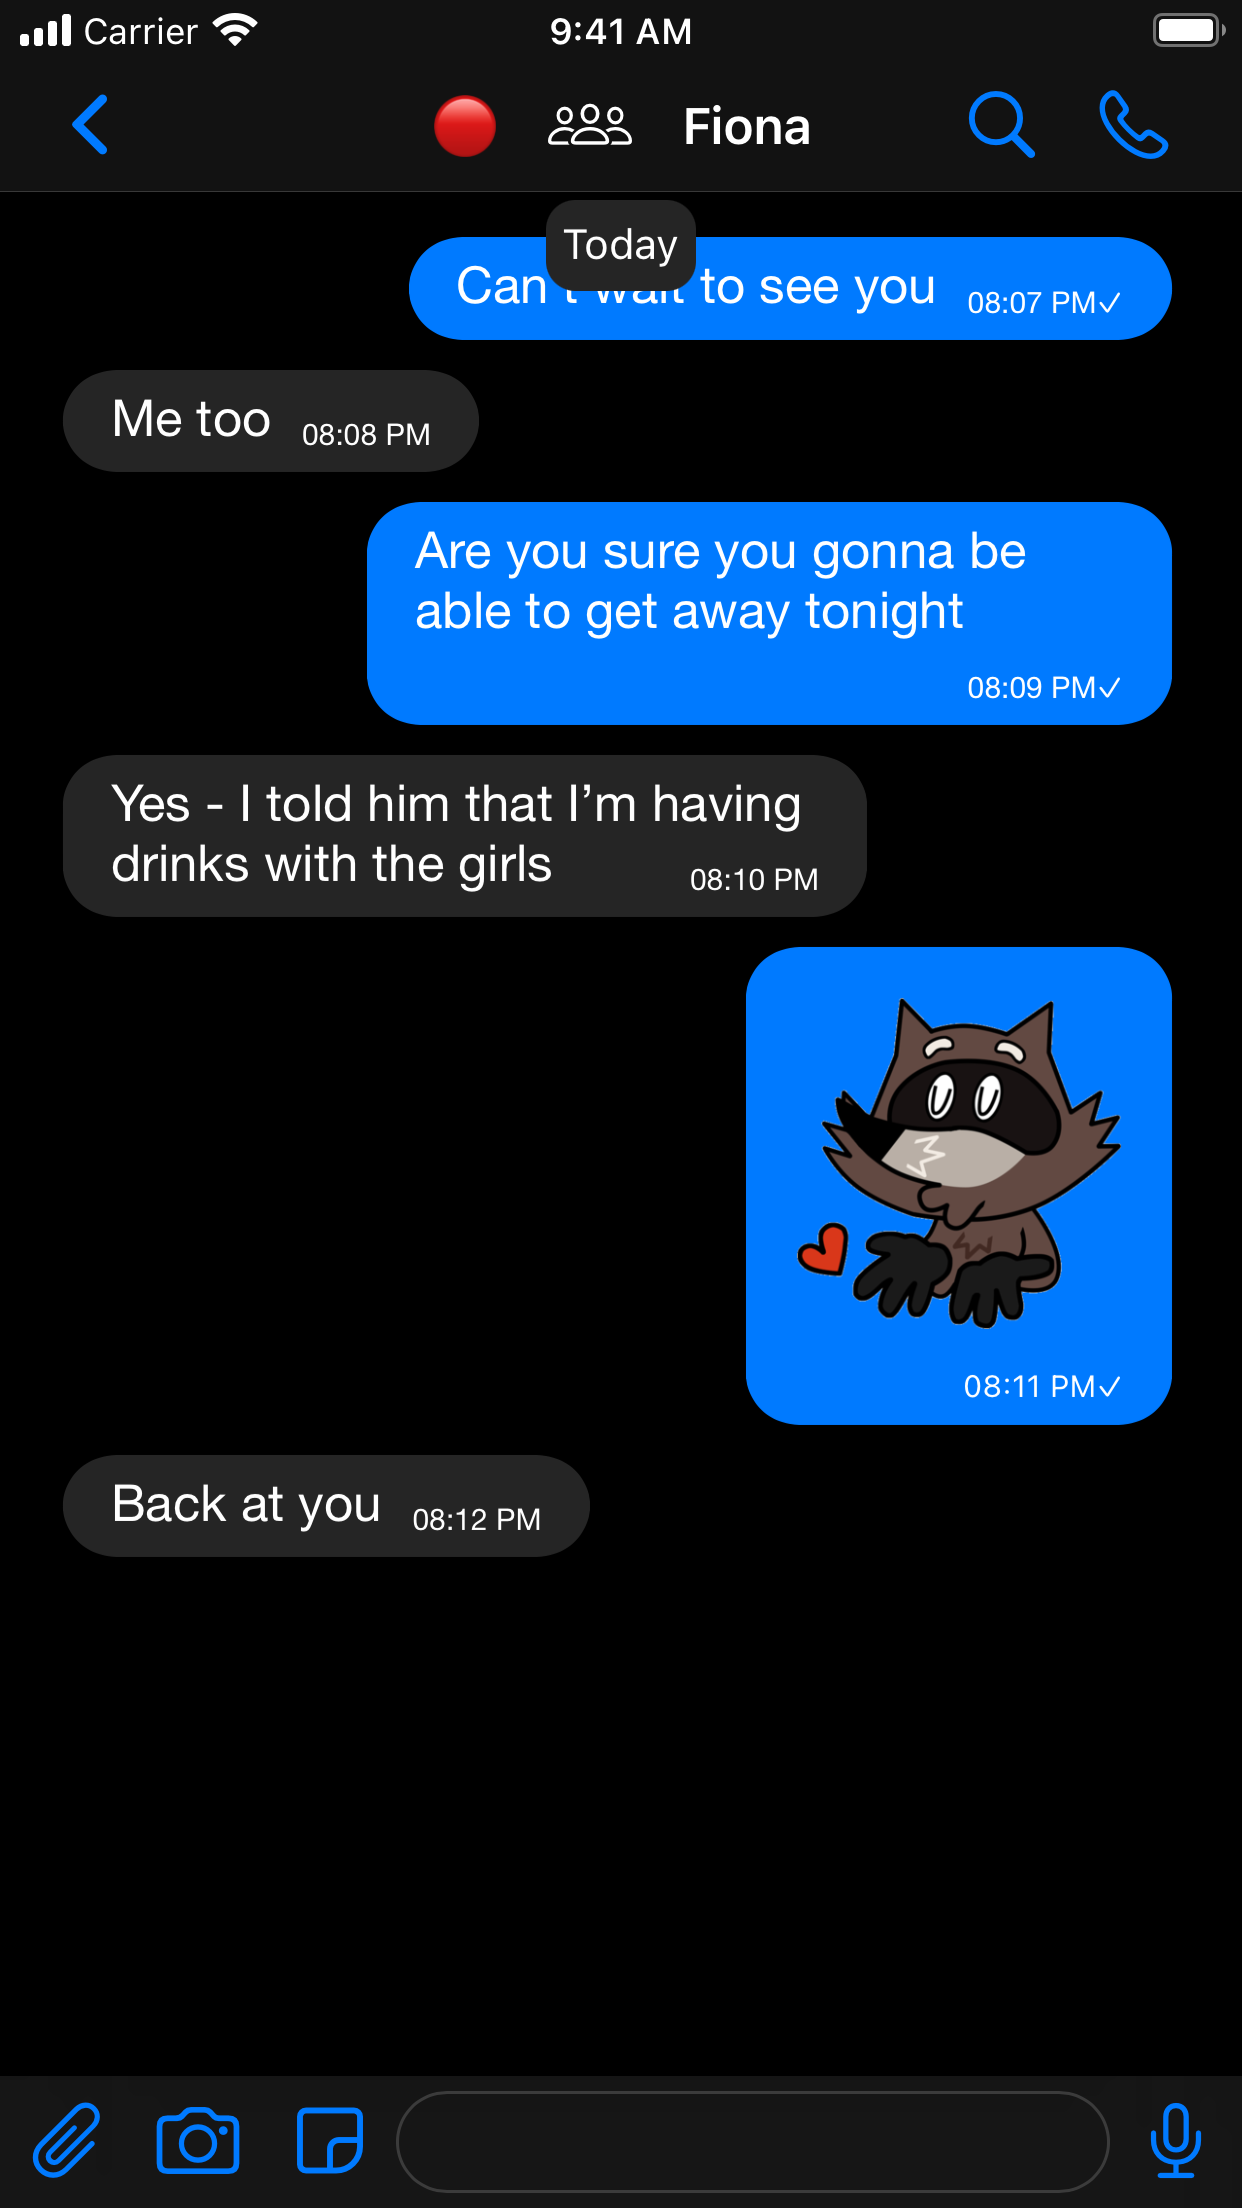 Carrier
9:41 AM
Fiona
Today
Can't wait to see you 08:07 PM✓
Me too 08:08 PM
Are you sure you gonna be
able to get away tonight
08:09 PM✓
Yes - I told him that I’m having
drinks with the girls 08:10 PM
08:11 PM✓
Back at you 08:12 PM